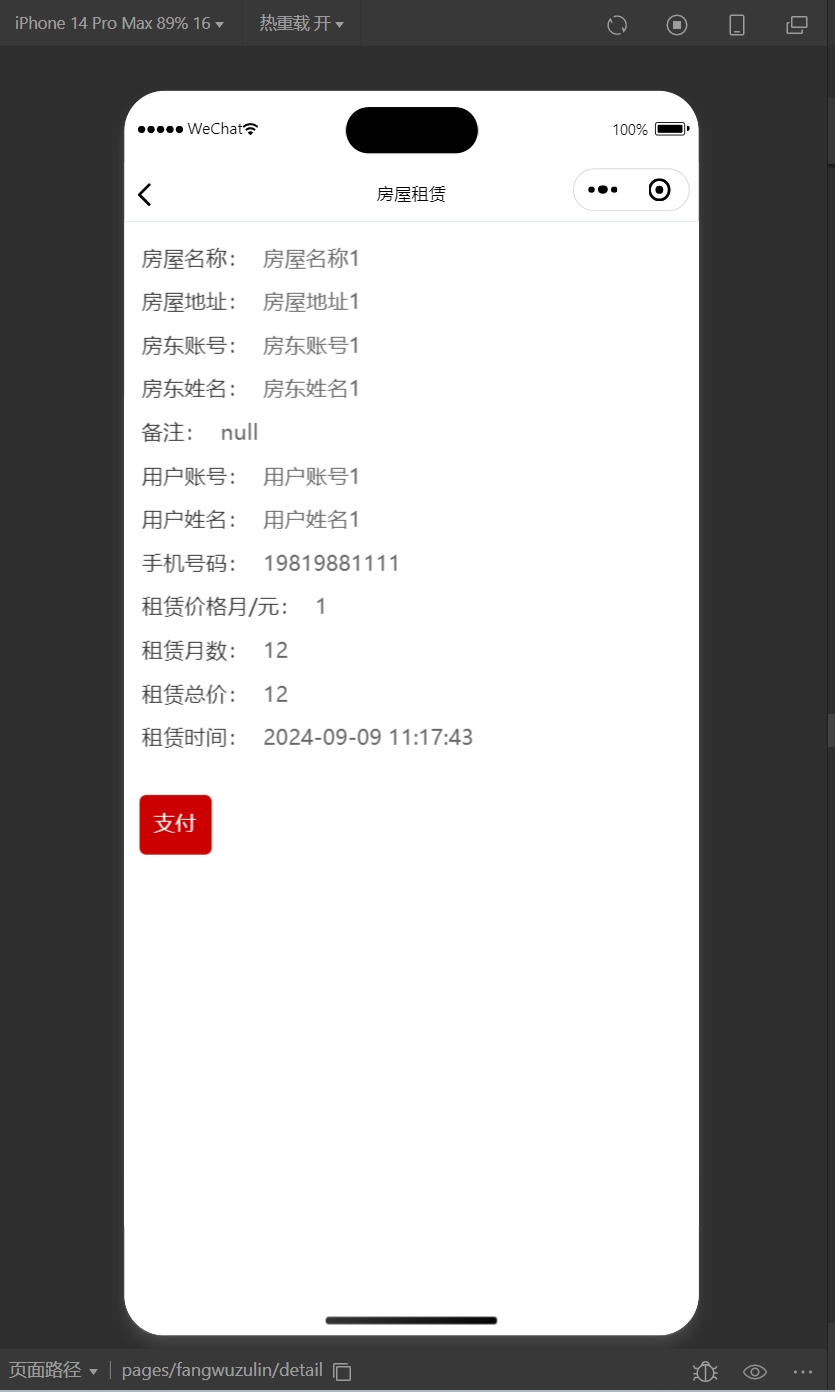 iPhone 14 Pro Max 89% 16 热重载 开
WeChat 100%
房屋租赁
房屋名称： 房屋名称1
房屋地址： 房屋地址1
房东账号： 房东账号1
房东姓名： 房东姓名1
备注： null
用户账号： 用户账号1
用户姓名： 用户姓名1
手机号码： 19819881111
租赁价格月/元： 1
租赁月数： 12
租赁总价： 12
租赁时间： 2024-09-09 11:17:43
支付
页面路径 pages/fangwuzulin/detail